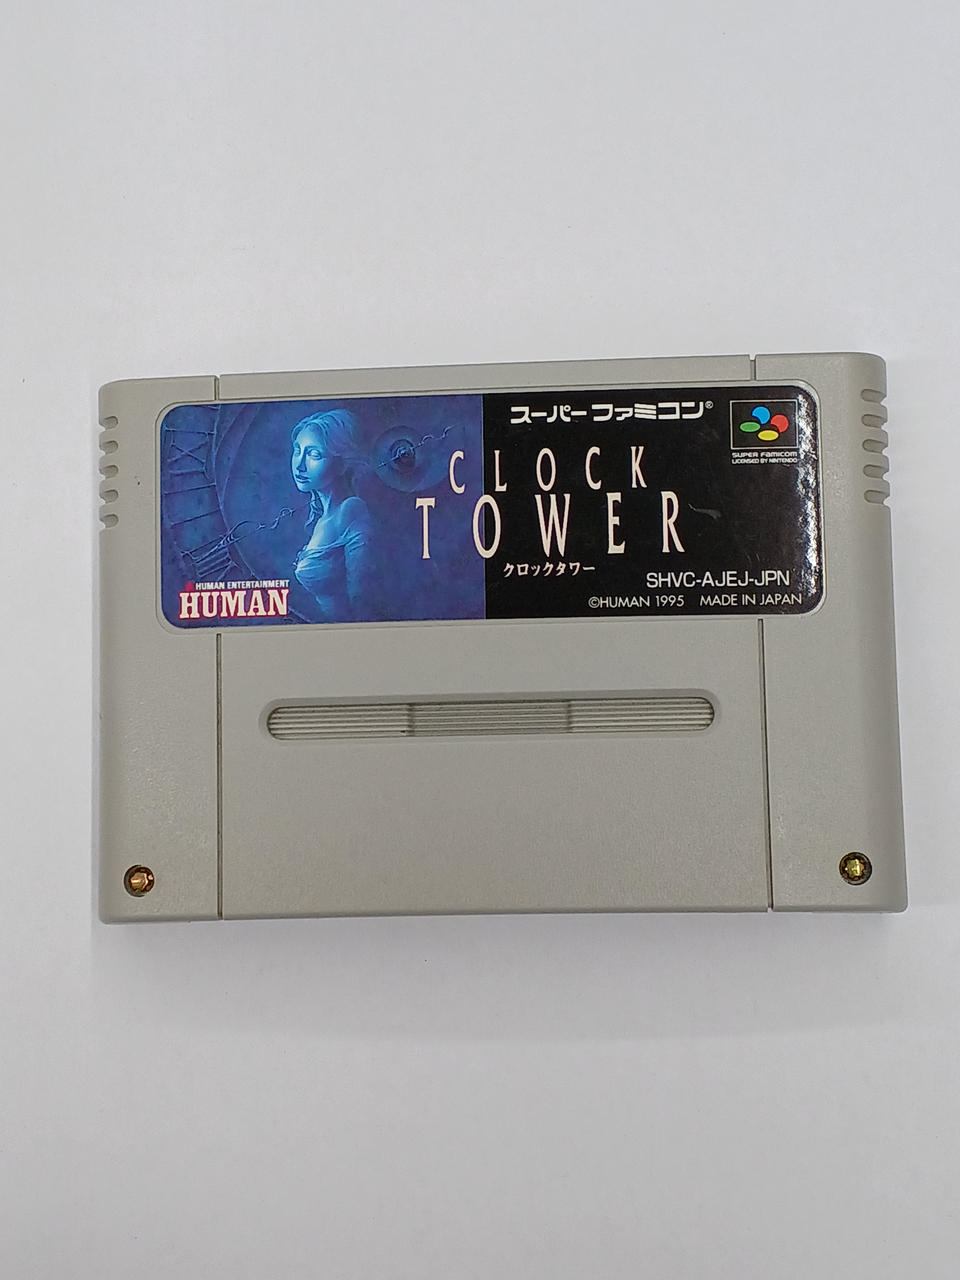 スーパーファミコン®
SUPER FAMICOM
LICENSED BY NINTENDO
CLOCK
TOWER
クロックタワー
HUMAN ENTERTAINMENT
HUMAN
SHVC-AJEJ-JPN
©HUMAN 1995 MADE IN JAPAN